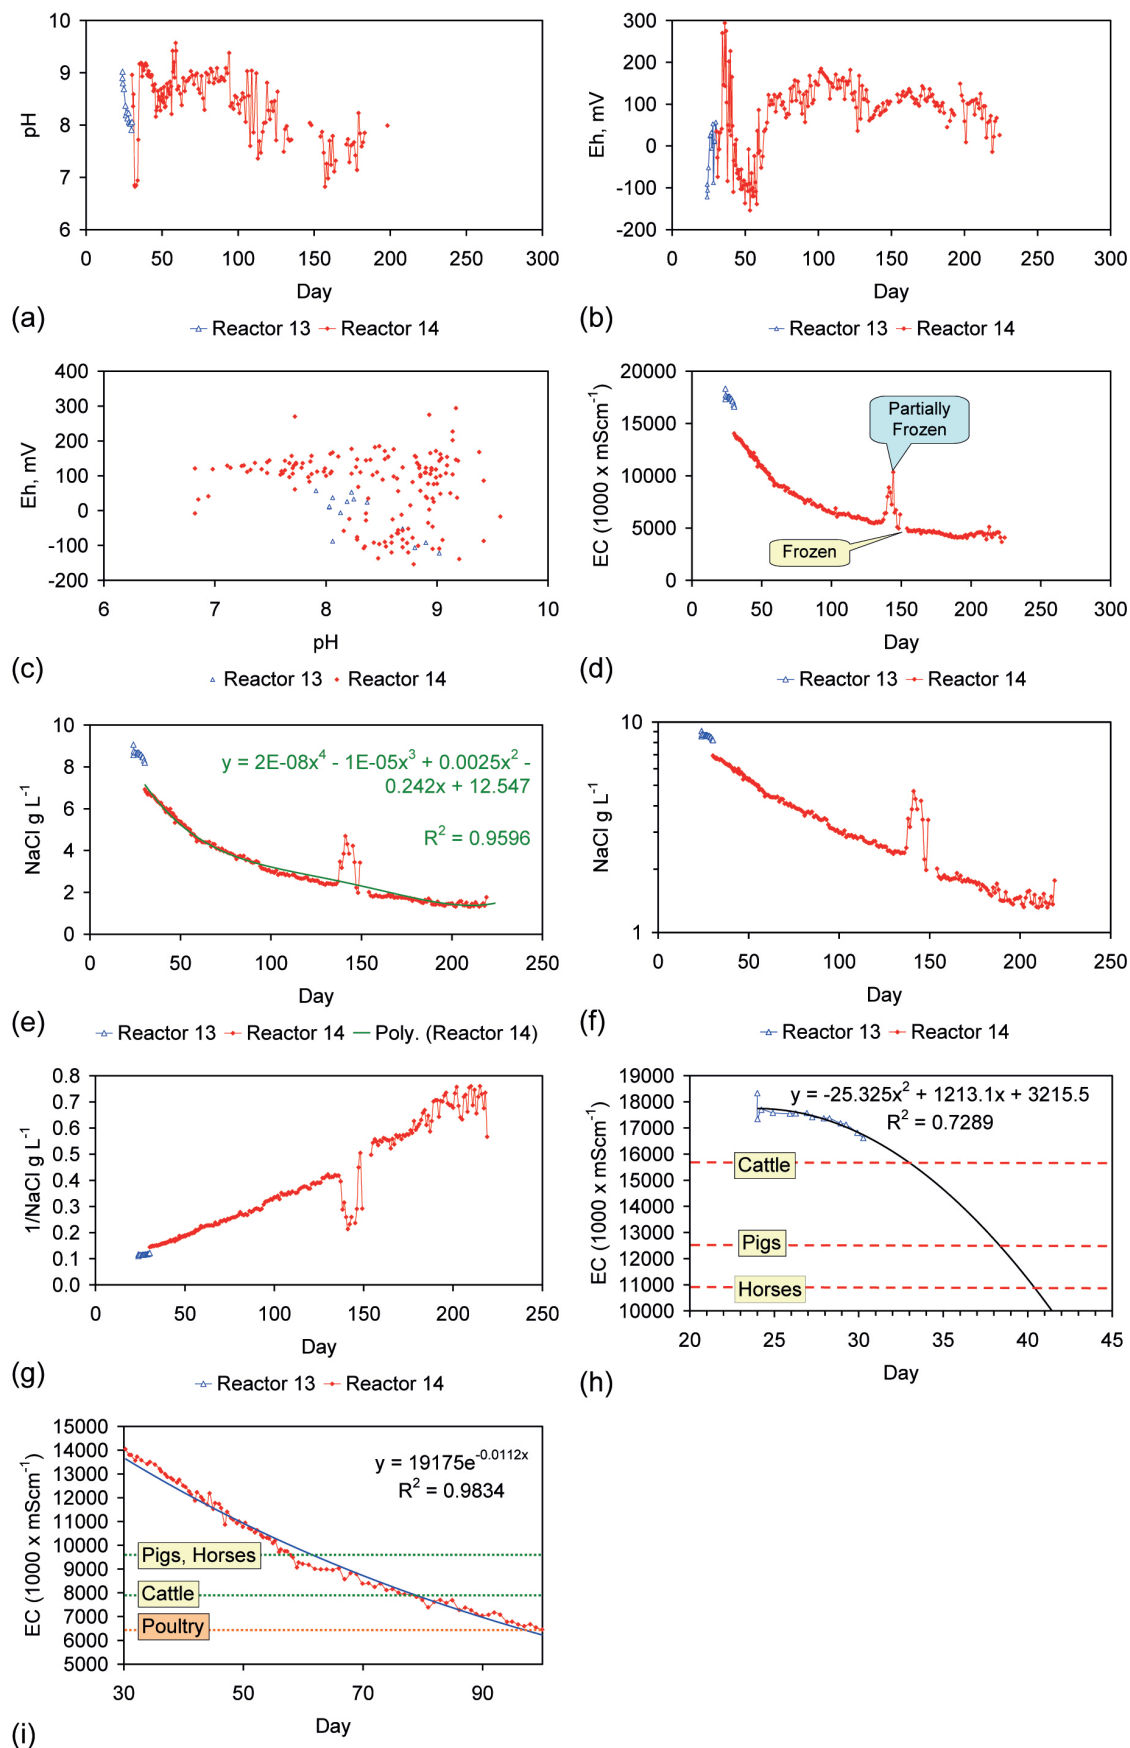 10
9
8
7
6
pH
0 50 100 150 200 250 300
Day
(a)
Reactor 13 Reactor 14
300
200
100
0
-100
-200
Eh, mV
0 50 100 150 200 250 300
Day
(b)
Reactor 13 Reactor 14
400
300
200
100
0
-100
-200
Eh, mV
6 7 8 9 10
pH
(c)
Reactor 13 Reactor 14
20000
15000
10000
5000
0
EC (1000 x mScm⁻¹)
Partially
Frozen
Frozen
0 50 100 150 200 250 300
Day
(d)
Reactor 13 Reactor 14
10
8
6
4
2
0
NaCl g L⁻¹
y = 2E-08x⁴ - 1E-05x³ + 0.0025x² -
0.242x + 12.547
R² = 0.9596
0 50 100 150 200 250
Day
(e)
Reactor 13 Reactor 14 Poly. (Reactor 14)
10
1
NaCl g L⁻¹
0 50 100 150 200 250
Day
(f)
Reactor 13 Reactor 14
0.8
0.7
0.6
0.5
0.4
0.3
0.2
0.1
0.0
1/NaCl g L⁻¹
0 50 100 150 200 250
Day
(g)
Reactor 13 Reactor 14
19000
18000
17000
16000
15000
14000
13000
12000
11000
10000
EC (1000 x mScm⁻¹)
y = -25.325x² + 1213.1x + 3215.5
R² = 0.7289
Cattle
Pigs
Horses
20 25 30 35 40 45
Day
(h)
15000
14000
13000
12000
11000
10000
9000
8000
7000
6000
5000
EC (1000 x mScm⁻¹)
y = 19175e⁻⁰·⁰¹¹²ˣ
R² = 0.9834
Pigs, Horses
Cattle
Poultry
30 50 70 90
Day
(i)